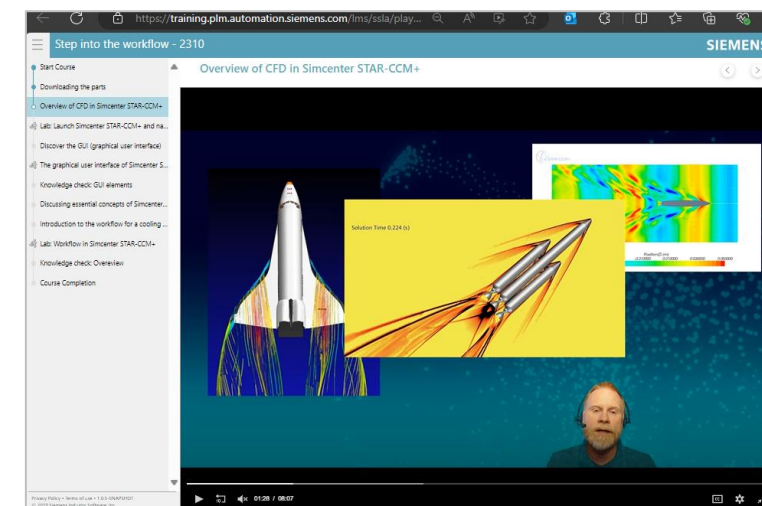 https://training.plm.automation.siemens.com/lms/ssla/play...
Step into the workflow - 2310
SIEMENS
Start Course
Downloading the parts
Overview of CFD in Simcenter STAR-CCM+
Lab: Launch Simcenter STAR-CCM+ and na...
Discover the GUI (graphical user interface)
The graphical user interface of Simcenter S...
Knowledge check: GUI elements
Discussing essential concepts of Simcenter...
Introduction to the workflow for a cooling ...
Lab: Workflow in Simcenter STAR-CCM+
Knowledge check: Overeview
Course Completion
Overview of CFD in Simcenter STAR-CCM+
Solution Time 0.224 (s)
01:28 / 08:07